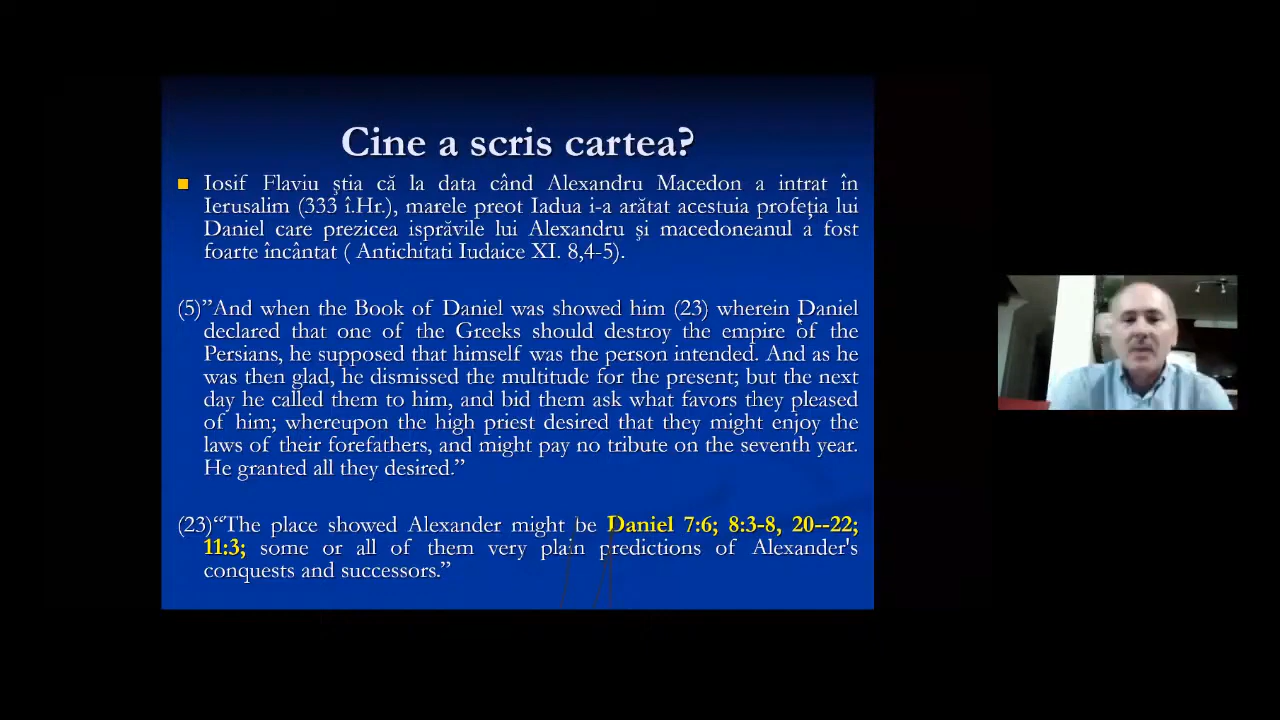 Cine a scris cartea?
Iosif Flaviu ştia că la data când Alexandru Macedon a intrat în
Ierusalim (333 î.Hr.), marele preot Iadua i-a arătat acestuia profeţia lui
Daniel care prezicea isprăvile lui Alexandru şi macedoneanul a fost
foarte încântat ( Antichitati Iudaice XI. 8,4-5).
(5)”And when the Book of Daniel was showed him (23) wherein Daniel
declared that one of the Greeks should destroy the empire of the
Persians, he supposed that himself was the person intended. And as he
was then glad, he dismissed the multitude for the present; but the next
day he called them to him, and bid them ask what favors they pleased
of him; whereupon the high priest desired that they might enjoy the
laws of their forefathers, and might pay no tribute on the seventh year.
He granted all they desired.”
(23)“The place showed Alexander might be Daniel 7:6; 8:3-8, 20--22;
11:3; some or all of them very plain predictions of Alexander's
conquests and successors.”